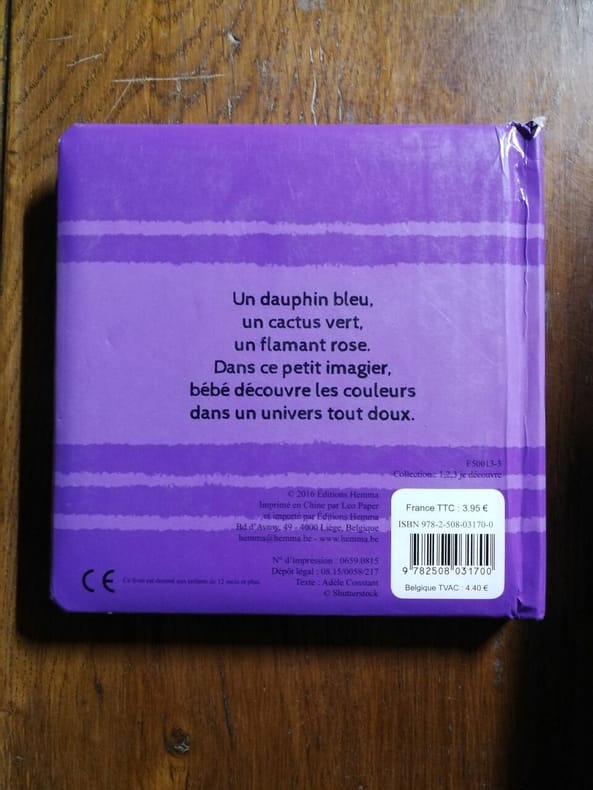 Un dauphin bleu,
un cactus vert,
un flamant rose.
Dans ce petit imagier,
bébé découvre les couleurs
dans un univers tout doux.
E50013-3
Collection : 1,2,3 je découvre
© 2016 Éditions Hemma
Imprimé en Chine par Leo Paper
et importé par Éditions Hemma
Bd d'Avroy, 49 - 4000 Liège, Belgique
hemma@hemma.be - www.hemma.be
N° d'impression : 0659.0815
Dépôt légal : 08.15/0058/217
Texte : Adèle Constant
© Shutterstock
CE
Ce livre est destiné aux enfants de 12 mois et plus.
France TTC : 3.95 €
ISBN 978-2-508-03170-0
9 782508 031700
Belgique TVAC : 4.40 €